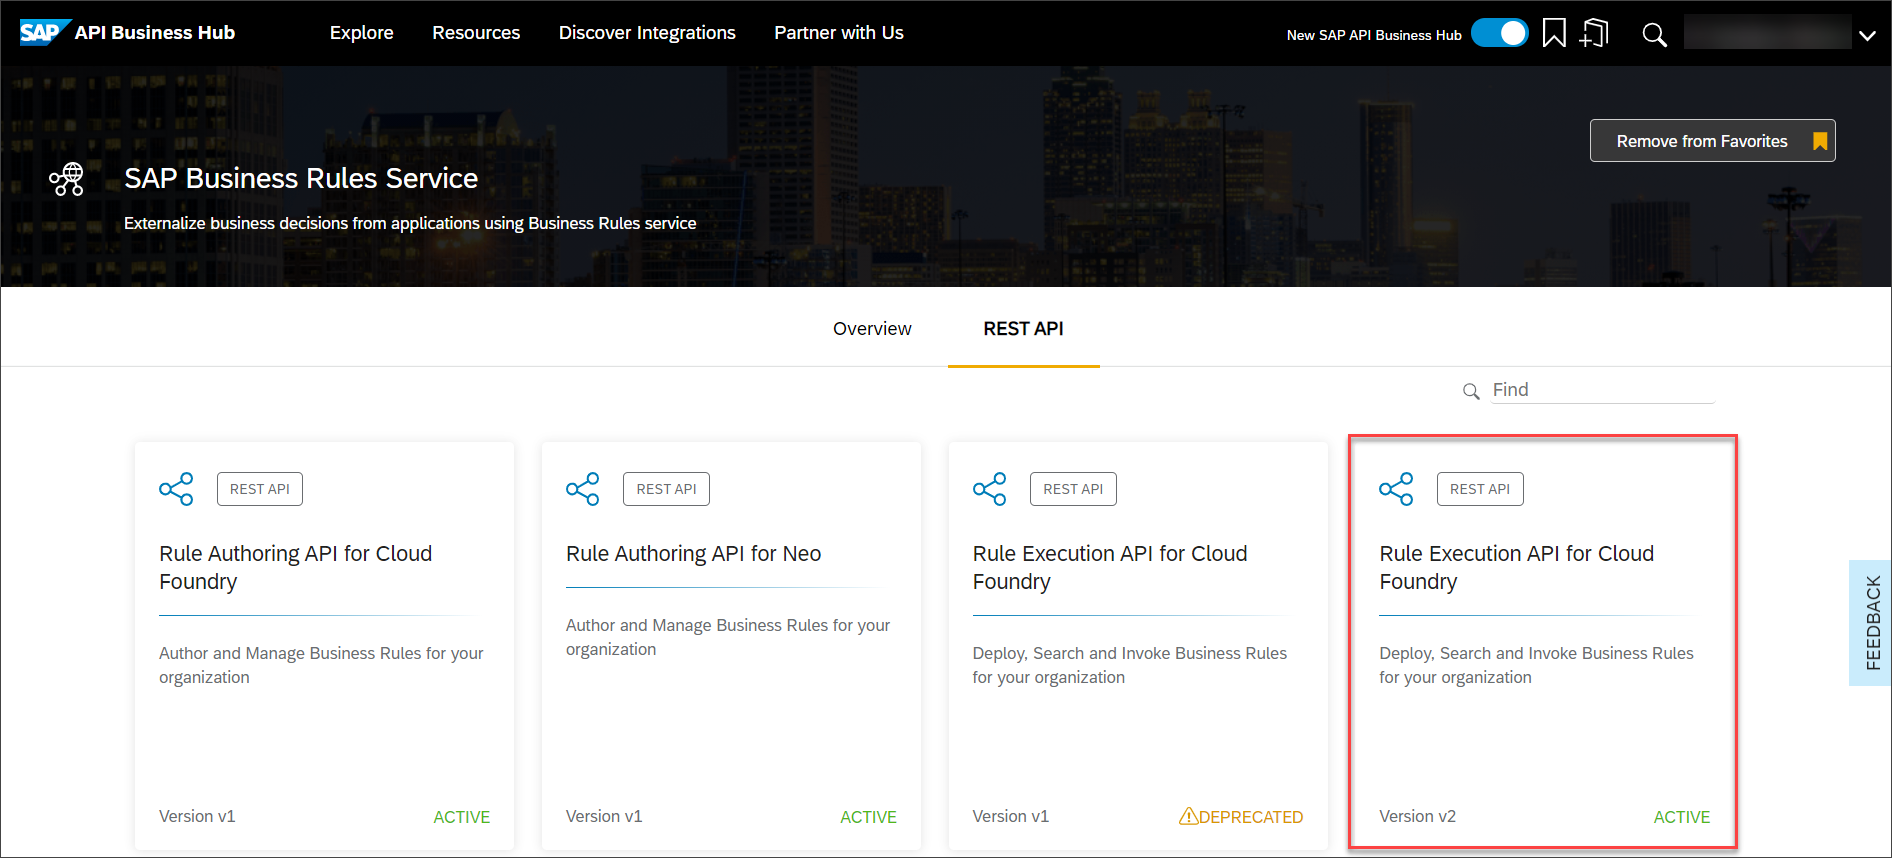 SAP API Business Hub
Explore
Resources
Discover Integrations
Partner with Us
New SAP API Business Hub
SAP Business Rules Service
Externalize business decisions from applications using Business Rules service
Remove from Favorites
Overview
REST API
Find
REST API
Rule Authoring API for Cloud
Foundry
Author and Manage Business Rules for your
organization
Version v1
ACTIVE
REST API
Rule Authoring API for Neo
Author and Manage Business Rules for your
organization
Version v1
ACTIVE
REST API
Rule Execution API for Cloud
Foundry
Deploy, Search and Invoke Business Rules
for your organization
Version v1
DEPRECATED
REST API
Rule Execution API for Cloud
Foundry
Deploy, Search and Invoke Business Rules
for your organization
Version v2
ACTIVE
FEEDBACK